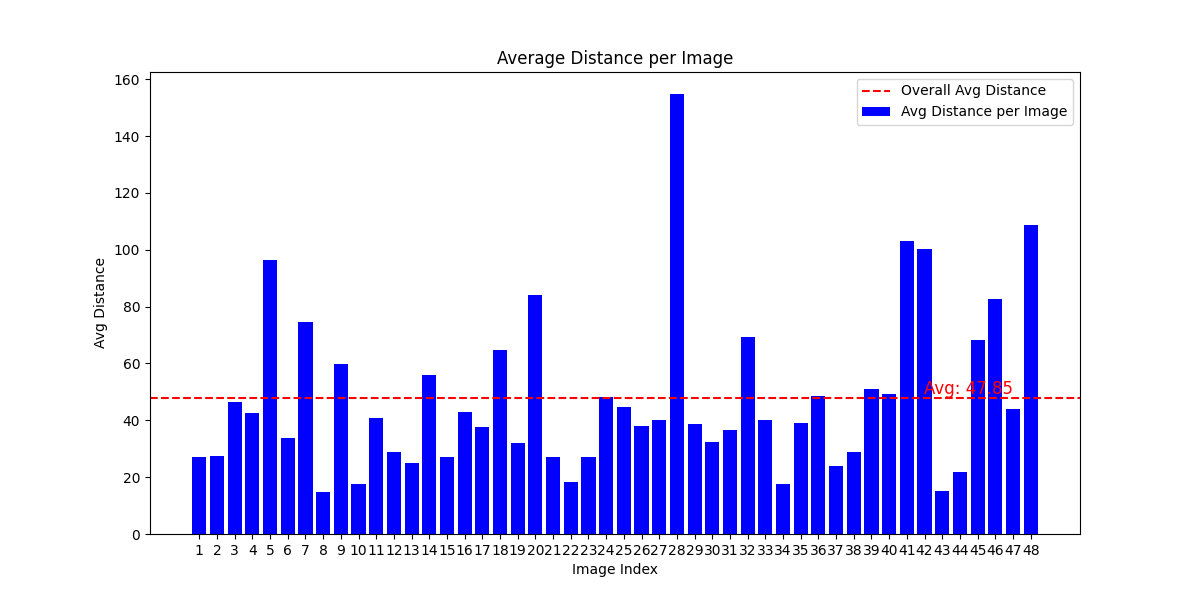 Average Distance per Image
Overall Avg Distance
Avg Distance per Image
160
140
120
100
80
60
40
20
0
Avg Distance
Avg: 47.85
1 2 3 4 5 6 7 8 9 10 11 12 13 14 15 16 17 18 19 20 21 22 23 24 25 26 27 28 29 30 31 32 33 34 35 36 37 38 39 40 41 42 43 44 45 46 47 48
Image Index